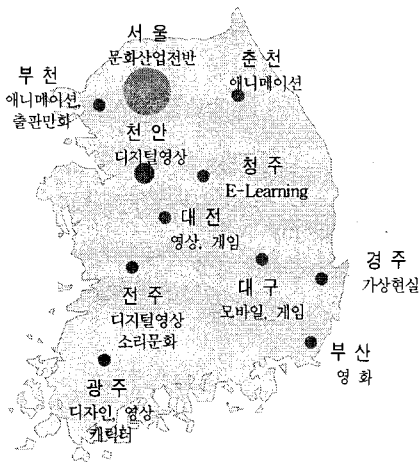 서 울
문화산업전반
춘 천
애니메이션
부 천
애니메이션,
출판만화
천 안
디지털영상
청 주
E-Learning
대 전
영상, 게임
경 주
가상현실
대 구
모바일, 게임
전 주
디지털영상
소리문화
부 산
영 화
광 주
디자인, 영상
캐릭터